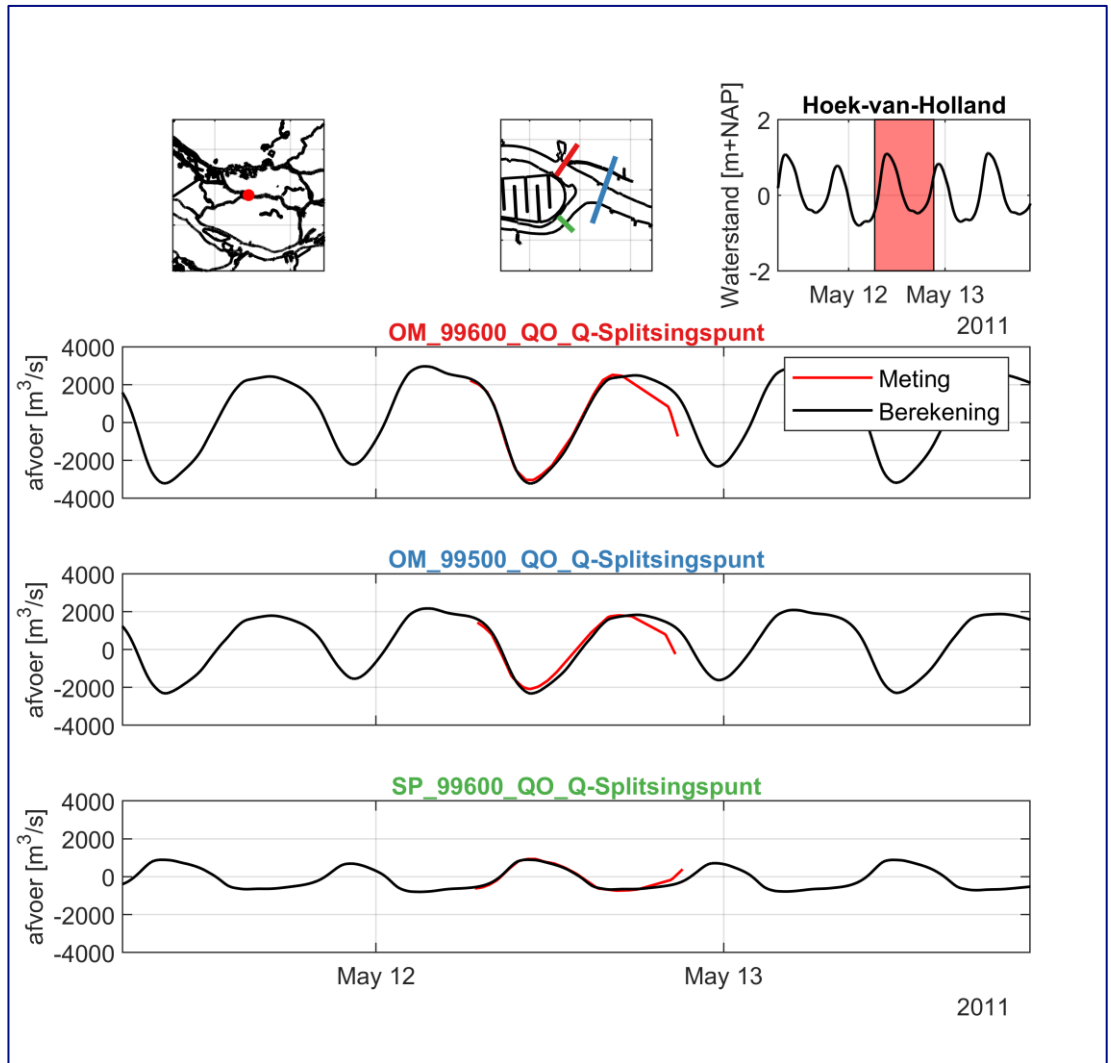 Hoek-van-Holland
Waterstand [m+NAP]
2
0
-2
May 12
May 13
2011
OM_99600_QO_Q-Splitsingspunt
afvoer [m³/s]
4000
2000
0
-2000
-4000
Meting
Berekening
OM_99500_QO_Q-Splitsingspunt
afvoer [m³/s]
4000
2000
0
-2000
-4000
SP_99600_QO_Q-Splitsingspunt
afvoer [m³/s]
4000
2000
0
-2000
-4000
May 12
May 13
2011